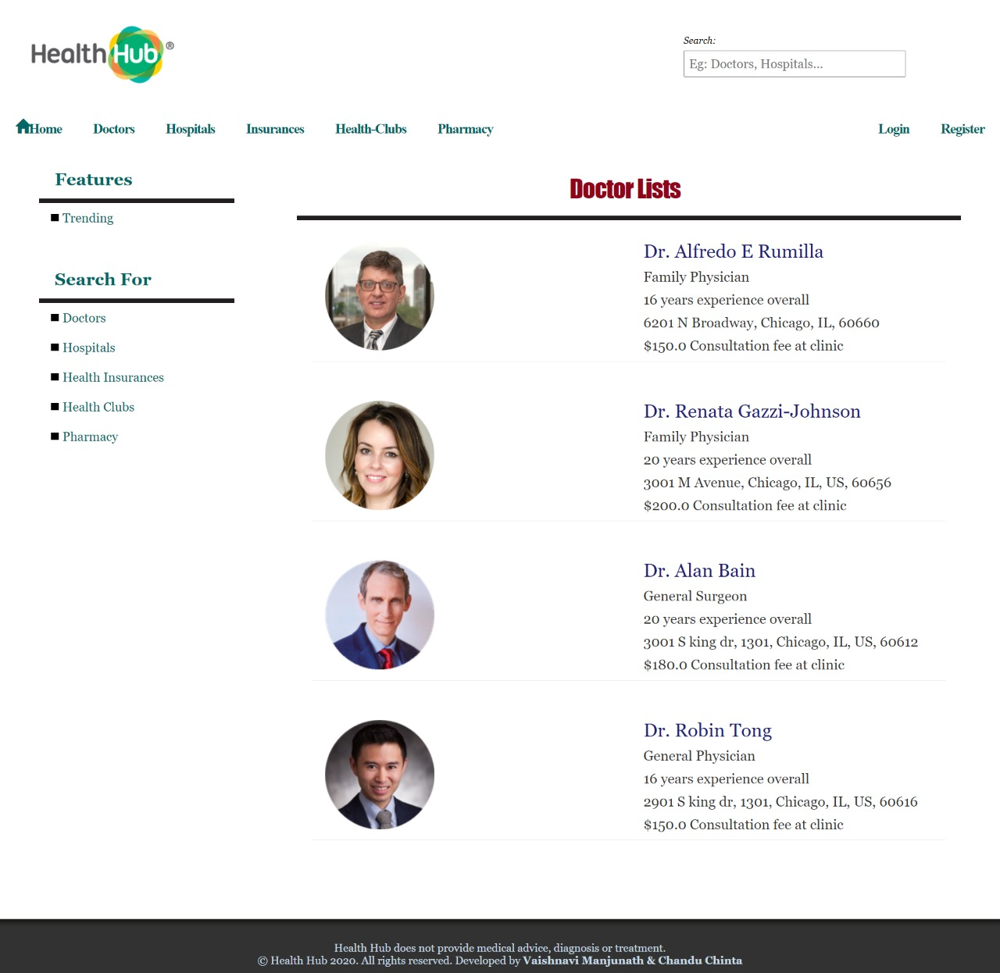 HealthHub®
Search:
Eg: Doctors, Hospitals...
Home Doctors Hospitals Insurances Health-Clubs Pharmacy Login Register
Features
Trending
Search For
Doctors
Hospitals
Health Insurances
Health Clubs
Pharmacy
Doctor Lists
Dr. Alfredo E Rumilla
Family Physician
16 years experience overall
6201 N Broadway, Chicago, IL, 60660
$150.0 Consultation fee at clinic
Dr. Renata Gazzi-Johnson
Family Physician
20 years experience overall
3001 M Avenue, Chicago, IL, US, 60656
$200.0 Consultation fee at clinic
Dr. Alan Bain
General Surgeon
20 years experience overall
3001 S king dr, 1301, Chicago, IL, US, 60612
$180.0 Consultation fee at clinic
Dr. Robin Tong
General Physician
16 years experience overall
2901 S king dr, 1301, Chicago, IL, US, 60616
$150.0 Consultation fee at clinic
Health Hub does not provide medical advice, diagnosis or treatment.
© Health Hub 2020. All rights reserved. Developed by Vaishnavi Manjunath & Chandu Chinta